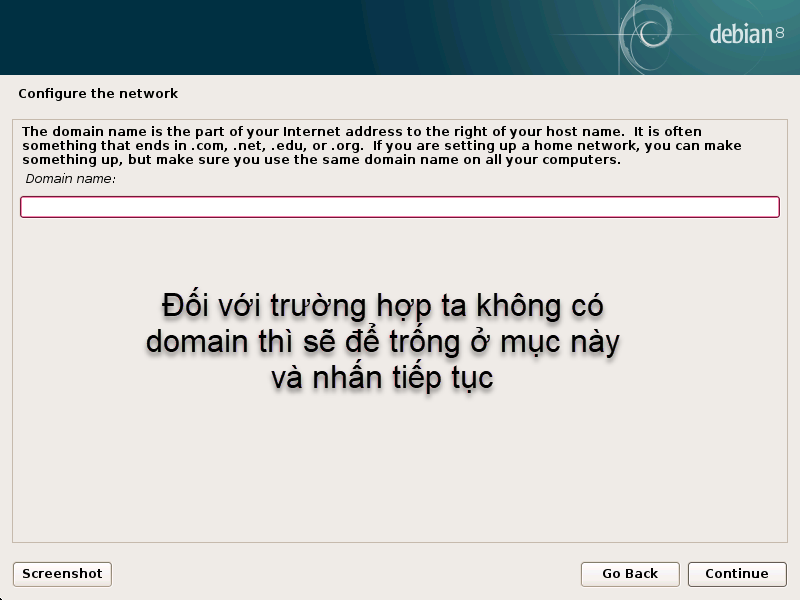 debian 8
Configure the network
The domain name is the part of your Internet address to the right of your host name.  It is often
something that ends in .com, .net, .edu, or .org.  If you are setting up a home network, you can make
something up, but make sure you use the same domain name on all your computers.
Domain name:
Đối với trường hợp ta không có
domain thì sẽ để trống ở mục này
và nhấn tiếp tục
Screenshot
Go Back
Continue